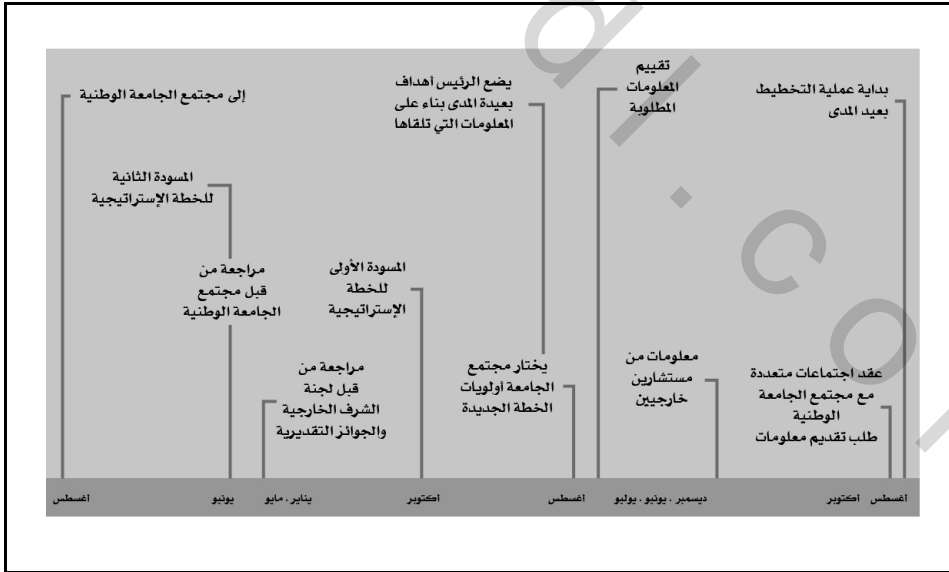 بداية عملية التخطيط
بعيد المدى
عقد اجتماعات متعددة
مع مجتمع الجامعة
الوطنية
طلب تقديم معلومات
تقييم
المعلومات
المطلوبة
معلومات من
مستشارين
خارجيين
يضع الرئيس أهداف
بعيدة المدى بناء على
المعلومات التي تلقاها
يختار مجتمع
الجامعة أولويات
الخطة الجديدة
المسودة الأولى
للخطة
الإستراتيجية
مراجعة من
قبل لجنة
الشرف الخارجية
والجوائز التقديرية
المسودة الثانية
للخطة الإستراتيجية
مراجعة من
قبل مجتمع
الجامعة الوطنية
إلى مجتمع الجامعة الوطنية
اغسطس
اكتوبر
ديسمبر . يونيو . يوليو
اغسطس
اكتوبر
يناير . مايو
يونيو
اغسطس